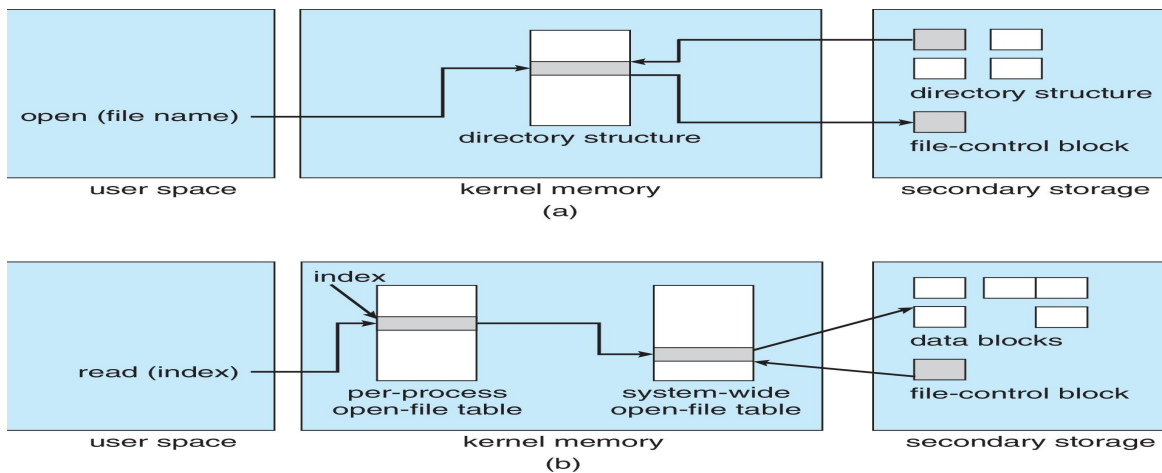 open (file name)
directory structure
directory structure
file-control block
user space
kernel memory
secondary storage
(a)
index
read (index)
per-process
open-file table
system-wide
open-file table
data blocks
file-control block
user space
kernel memory
secondary storage
(b)